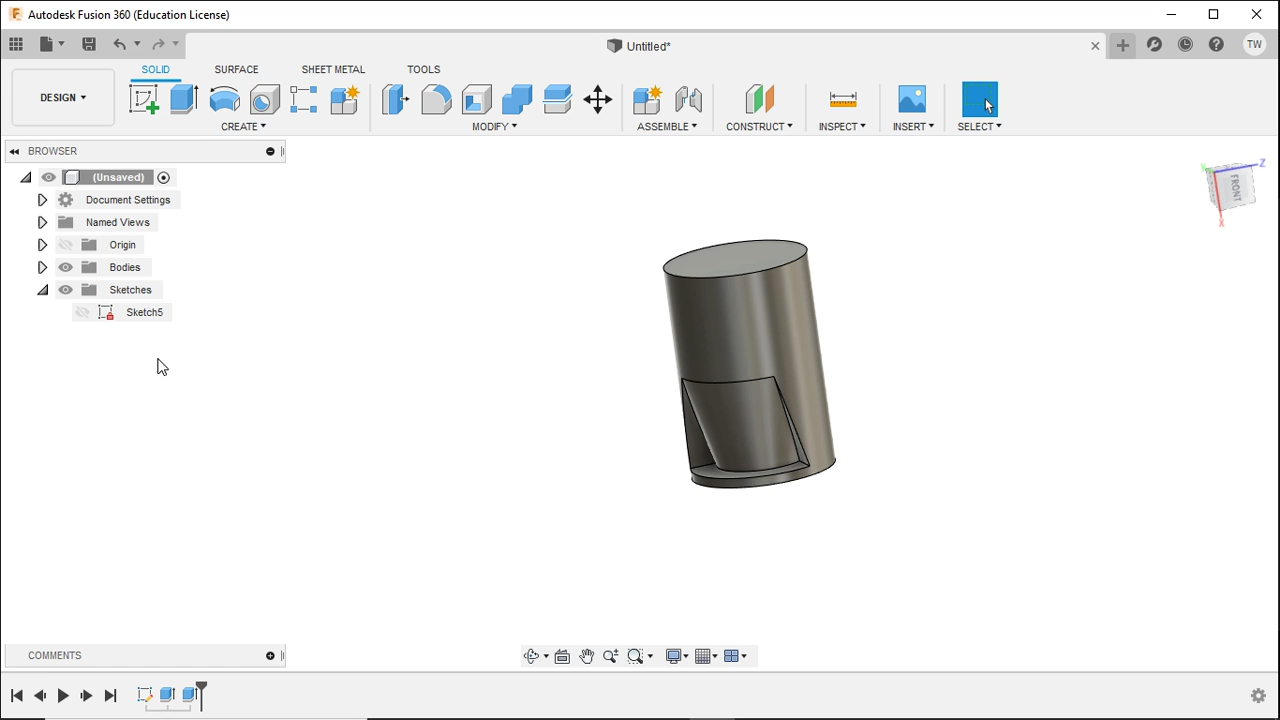 Autodesk Fusion 360 (Education License)
Untitled*
TW
DESIGN
SOLID
SURFACE
SHEET METAL
TOOLS
CREATE
MODIFY
ASSEMBLE
CONSTRUCT
INSPECT
INSERT
SELECT
BROWSER
(Unsaved)
Document Settings
Named Views
Origin
Bodies
Sketches
Sketch5
FRONT
Z
Y
X
COMMENTS